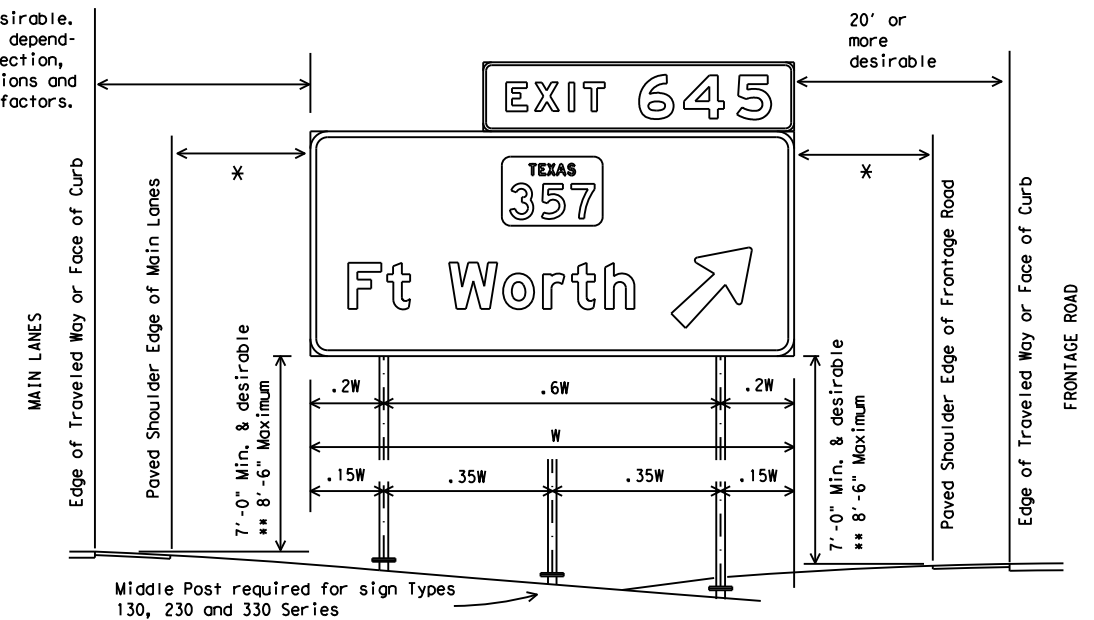 sirable.
depend-
ection,
ions and
factors.
20' or
more
desirable
EXIT 645
TEXAS
357
Ft Worth
*
*
MAIN LANES
Edge of Traveled Way or Face of Curb
Paved Shoulder Edge of Main Lanes
7'-0" Min. & desirable
** 8'-6" Maximum
.2W .6W .2W
W
.15W .35W .35W .15W
7'-0" Min. & desirable
** 8'-6" Maximum
Paved Shoulder Edge of Frontage Road
Edge of Traveled Way or Face of Curb
FRONTAGE ROAD
Middle Post required for sign Types
130, 230 and 330 Series